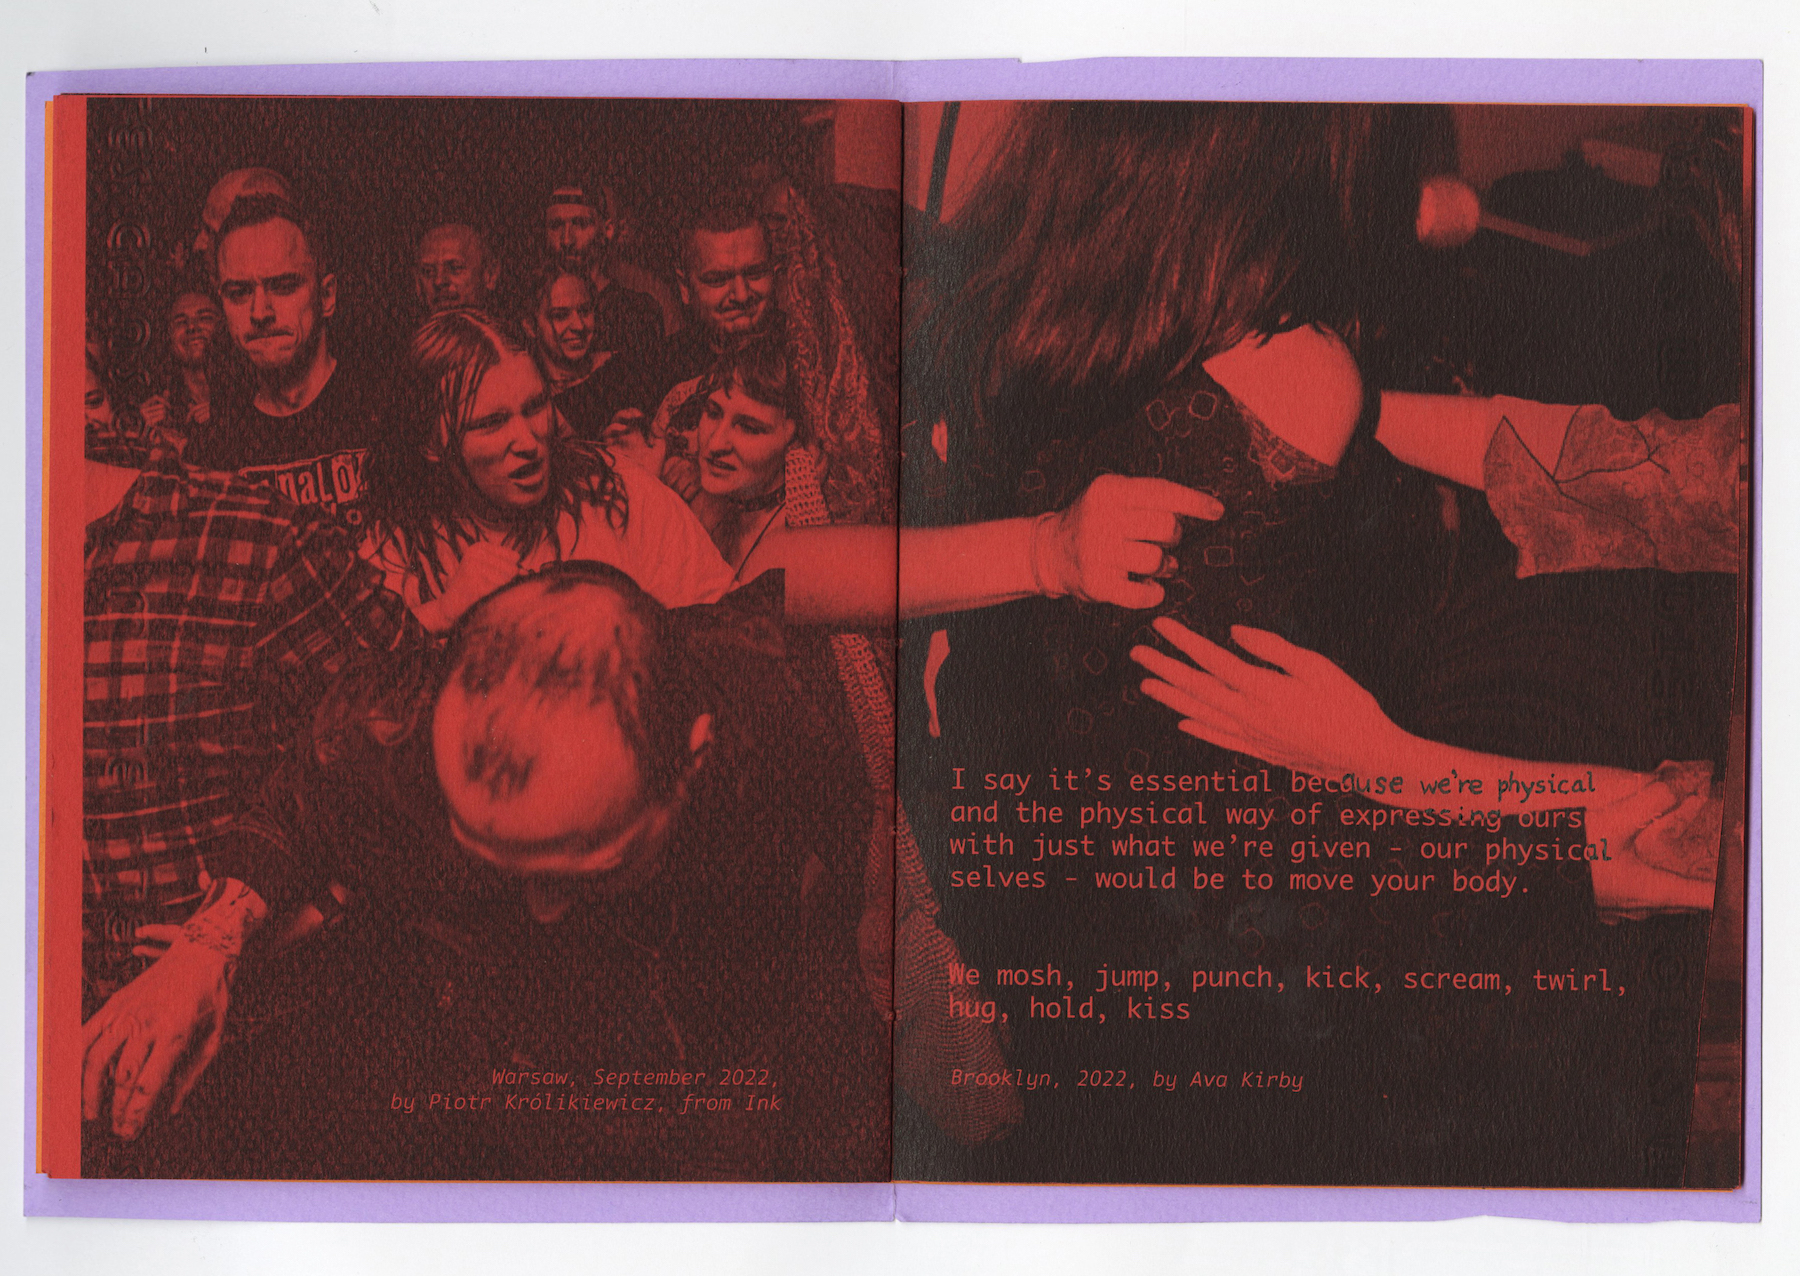 Warsaw, September 2022,
by Piotr Królikiewicz, from Ink
I say it's essential because we're physical
and the physical way of expressing ours
with just what we're given - our physical
selves - would be to move your body.
We mosh, jump, punch, kick, scream, twirl,
hug, hold, kiss
Brooklyn, 2022, by Ava Kirby